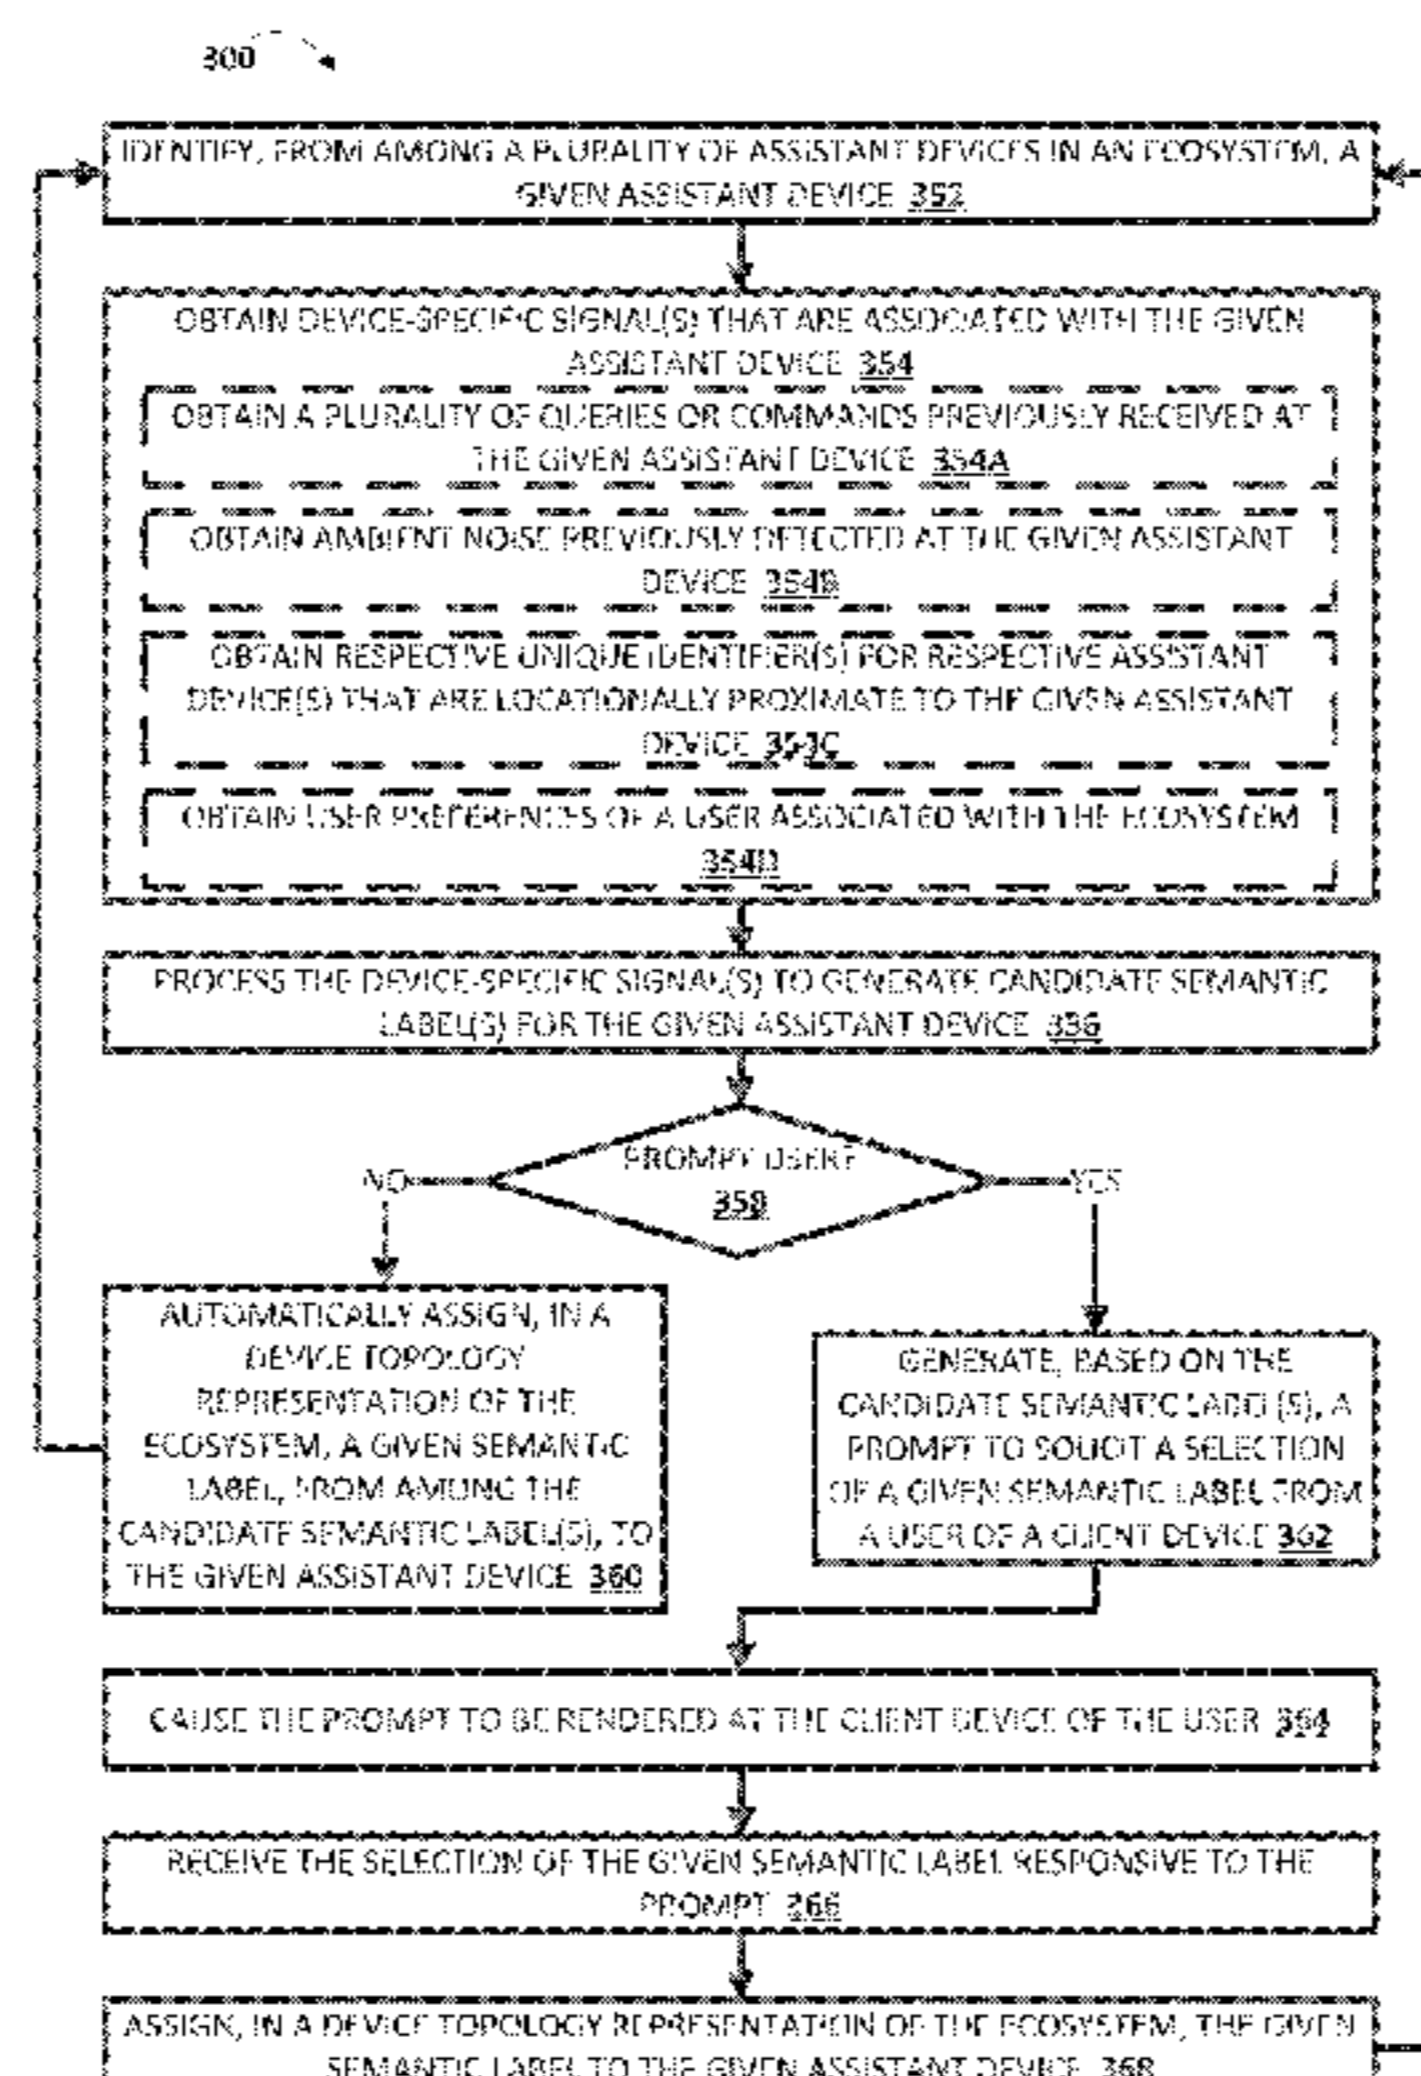 300
IDENTIFY, FROM AMONG A PLURALITY OF ASSISTANT DEVICES IN AN ECOSYSTEM, A
GIVEN ASSISTANT DEVICE 352
OBTAIN DEVICE-SPECIFIC SIGNAL(S) THAT ARE ASSOCIATED WITH THE GIVEN
ASSISTANT DEVICE 354
OBTAIN A PLURALITY OF QUERIES OR COMMANDS PREVIOUSLY RECEIVED AT
THE GIVEN ASSISTANT DEVICE 354A
OBTAIN AMBIENT NOISE PREVIOUSLY DETECTED AT THE GIVEN ASSISTANT
DEVICE 354B
OBTAIN RESPECTIVE UNIQUE IDENTIFIER(S) FOR RESPECTIVE ASSISTANT
DEVICE(S) THAT ARE LOCATIONALLY PROXIMATE TO THE GIVEN ASSISTANT
DEVICE 354C
OBTAIN USER PREFERENCES OF A USER ASSOCIATED WITH THE ECOSYSTEM
354D
PROCESS THE DEVICE-SPECIFIC SIGNAL(S) TO GENERATE CANDIDATE SEMANTIC
LABEL(S) FOR THE GIVEN ASSISTANT DEVICE 356
PROMPT USER?
358
NO
YES
AUTOMATICALLY ASSIGN, IN A
DEVICE TOPOLOGY
REPRESENTATION OF THE
ECOSYSTEM, A GIVEN SEMANTIC
LABEL, FROM AMONG THE
CANDIDATE SEMANTIC LABEL(S), TO
THE GIVEN ASSISTANT DEVICE 360
GENERATE, BASED ON THE
CANDIDATE SEMANTIC LABEL(S), A
PROMPT TO SOLICIT A SELECTION
OF A GIVEN SEMANTIC LABEL FROM
A USER OF A CLIENT DEVICE 362
CAUSE THE PROMPT TO BE RENDERED AT THE CLIENT DEVICE OF THE USER 364
RECEIVE THE SELECTION OF THE GIVEN SEMANTIC LABEL RESPONSIVE TO THE
PROMPT 366
ASSIGN, IN A DEVICE TOPOLOGY REPRESENTATION OF THE ECOSYSTEM, THE GIVEN
SEMANTIC LABEL TO THE GIVEN ASSISTANT DEVICE 368